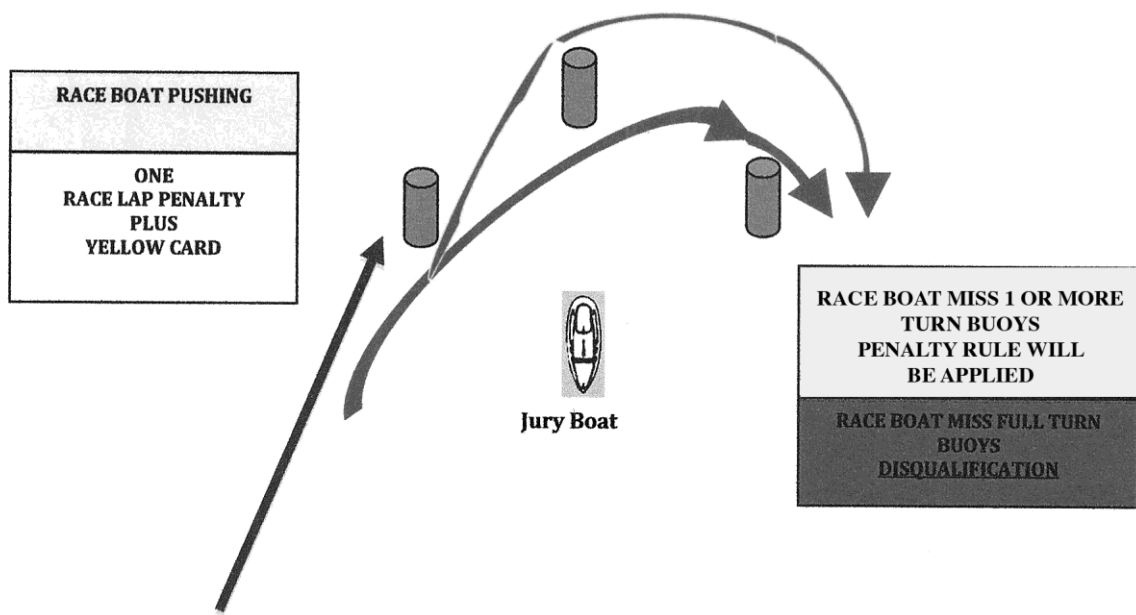 RACE BOAT PUSHING
ONE
RACE LAP PENALTY
PLUS
YELLOW CARD
Jury Boat
RACE BOAT MISS 1 OR MORE
TURN BUOYS
PENALTY RULE WILL
BE APPLIED
RACE BOAT MISS FULL TURN
BUOYS
DISQUALIFICATION